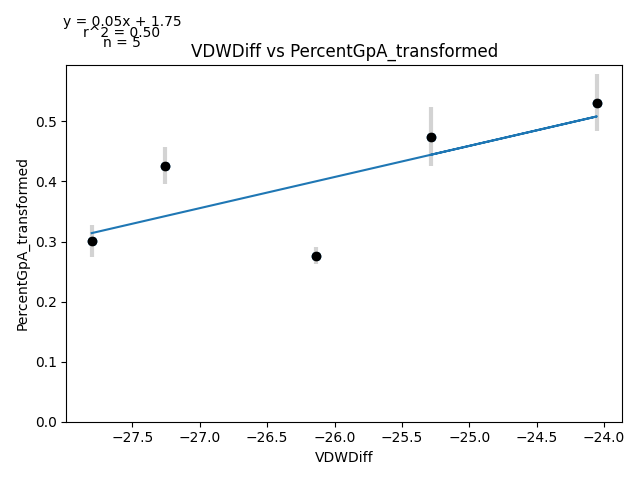 y = 0.05x + 1.75
r^2 = 0.50
n = 5
VDWDiff vs PercentGpA_transformed
PercentGpA_transformed
0.5
0.4
0.3
0.2
0.1
0.0
−27.5 −27.0 −26.5 −26.0 −25.5 −25.0 −24.5 −24.0
VDWDiff